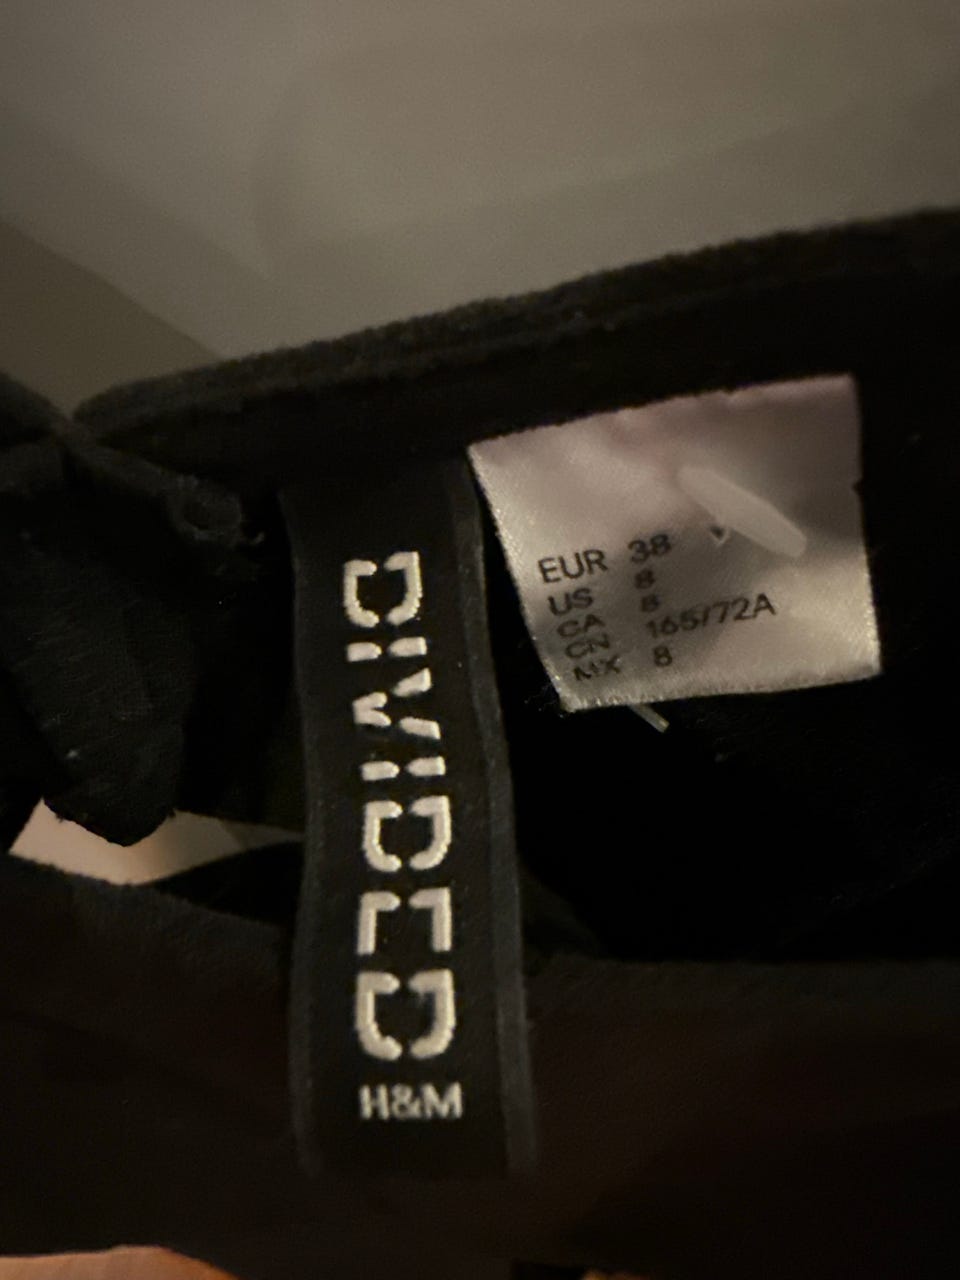 DIVIDED
H&M
EUR 38
US 8
CA 8
CN 165/72A
MX 8